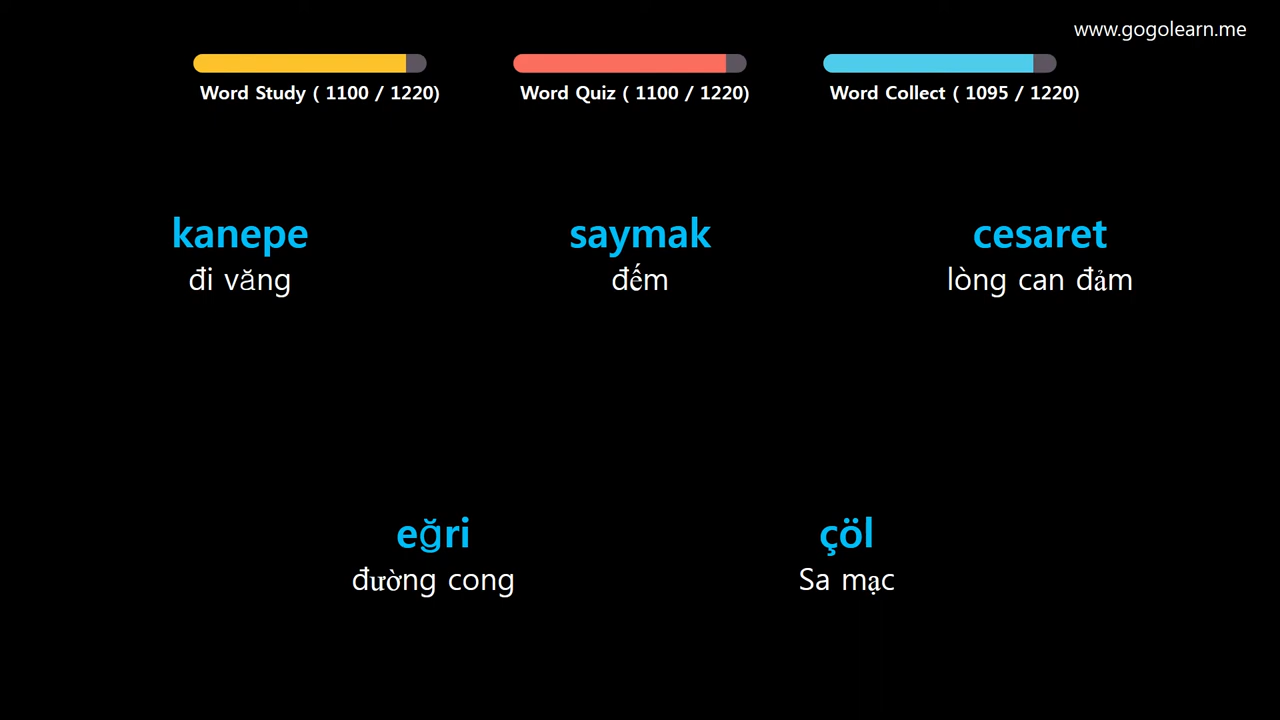 www.gogolearn.me
Word Study ( 1100 / 1220)
Word Quiz ( 1100 / 1220)
Word Collect ( 1095 / 1220)
kanepe
đi văng
saymak
đếm
cesaret
lòng can đảm
eğri
đường cong
çöl
Sa mạc